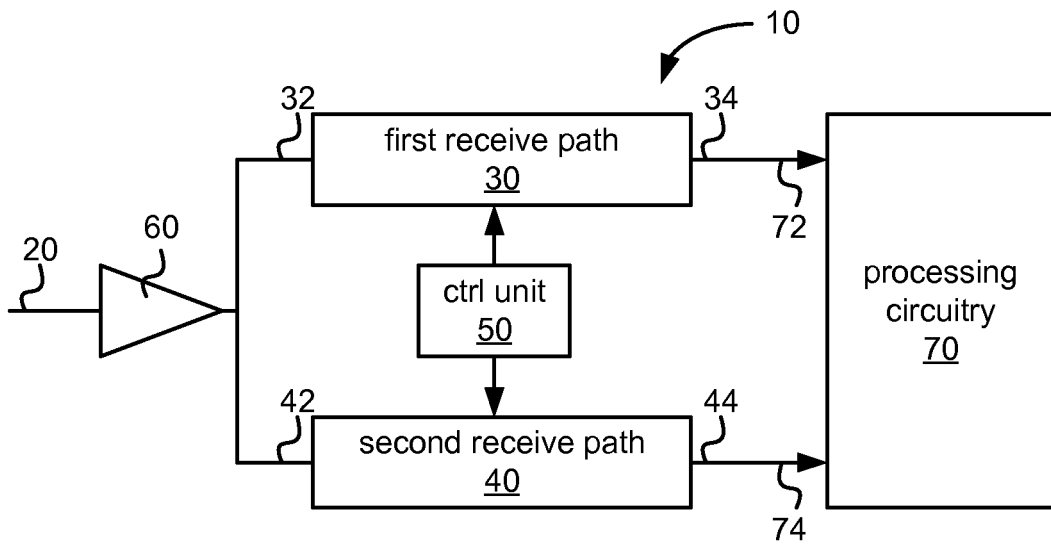 10
32
first receive path
30
34
72
20
60
ctrl unit
50
processing
circuitry
70
42
second receive path
40
44
74